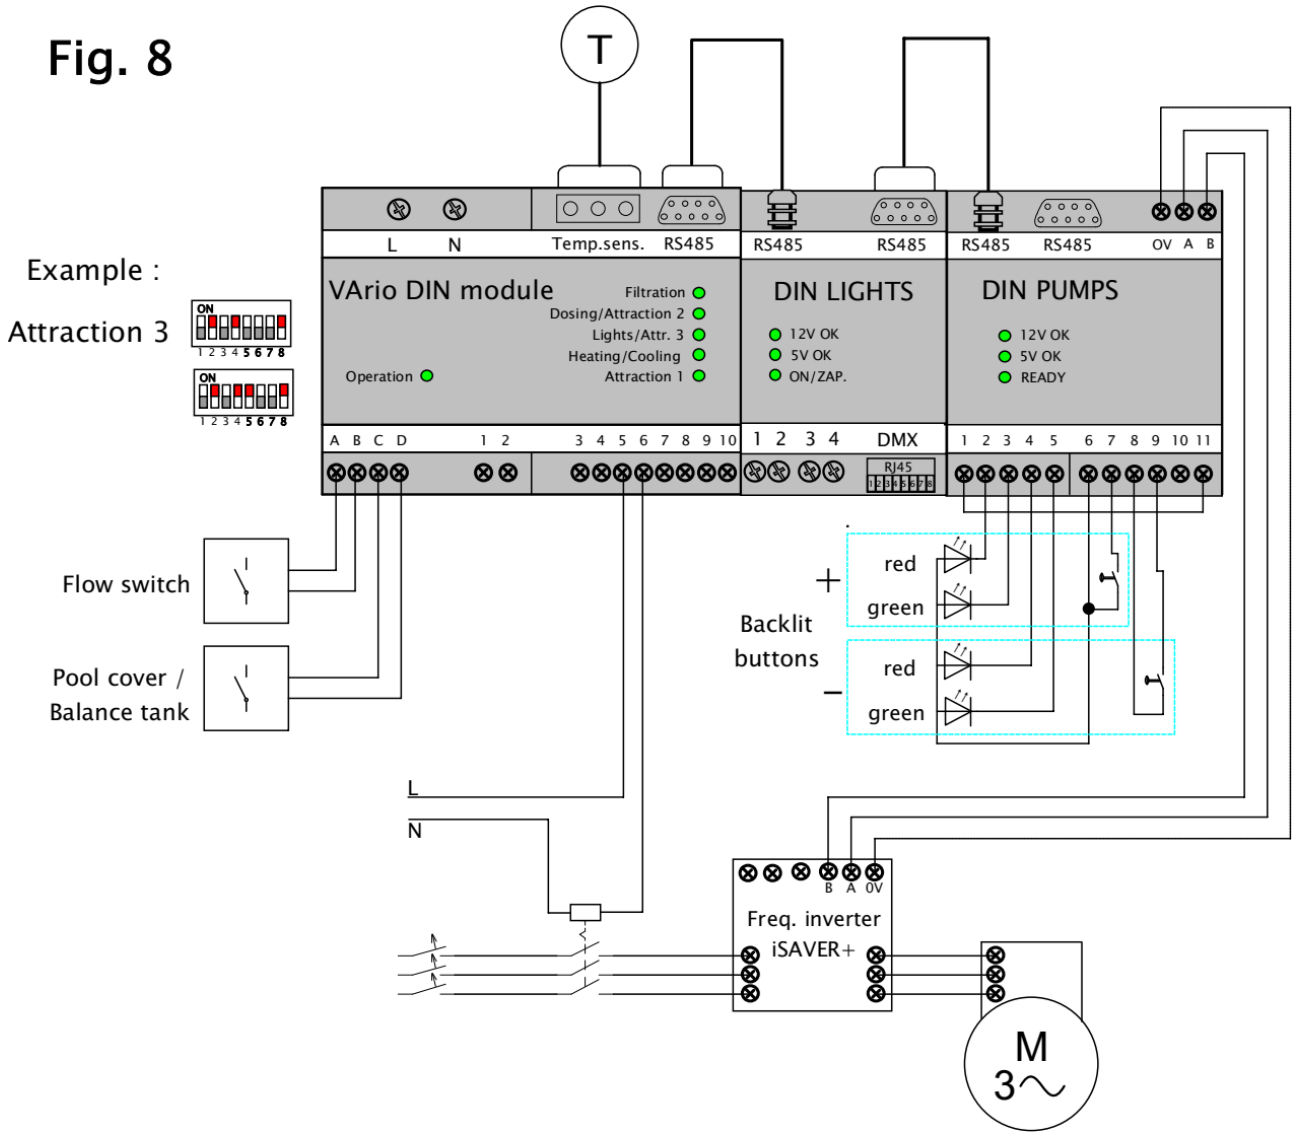 Fig. 8
T
L N Temp.sens. RS485 RS485 RS485 RS485 RS485 OV A B
Example :
Attraction 3
ON
1 2 3 4 5 6 7 8
ON
1 2 3 4 5 6 7 8
VArio DIN module
Filtration
Dosing/Attraction 2
Lights/Attr. 3
Heating/Cooling
Operation
Attraction 1
DIN LIGHTS
12V OK
5V OK
ON/ZAP.
DIN PUMPS
12V OK
5V OK
READY
A B C D 1 2 3 4 5 6 7 8 9 10 1 2 3 4 DMX 1 2 3 4 5 6 7 8 9 10 11
RJ45
1 2 3 4 5 6 7 8
Flow switch
Pool cover /
Balance tank
+
red
green
Backlit
buttons
−
red
green
L
N
B A 0V
Freq. inverter
iSAVER+
M
3~